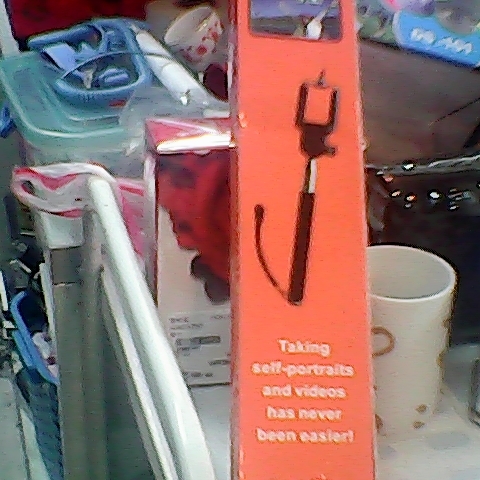 Taking
self-portraits
and videos
has never
been easier!